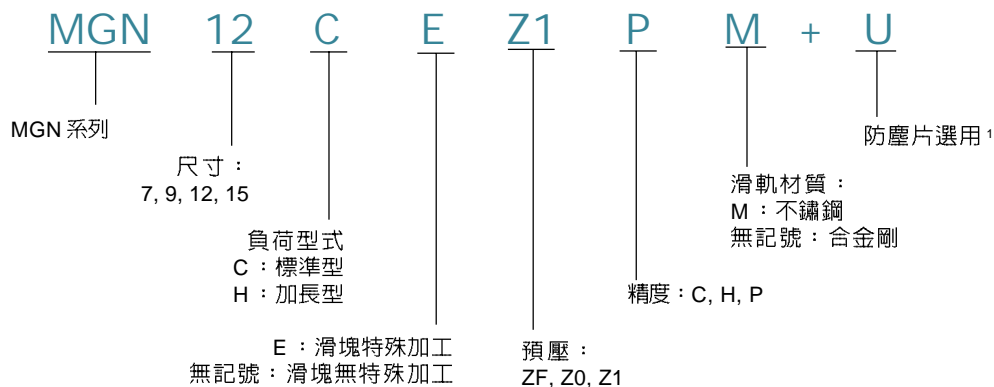 MGN 12 C E Z1 P M + U
MGN 系列
尺寸：
7, 9, 12, 15
負荷型式
C：標準型
H：加長型
E：滑塊特殊加工
無記號：滑塊無特殊加工
預壓：
ZF, Z0, Z1
精度：C, H, P
滑軌材質：
M：不鏽鋼
無記號：合金剛
防塵片選用¹